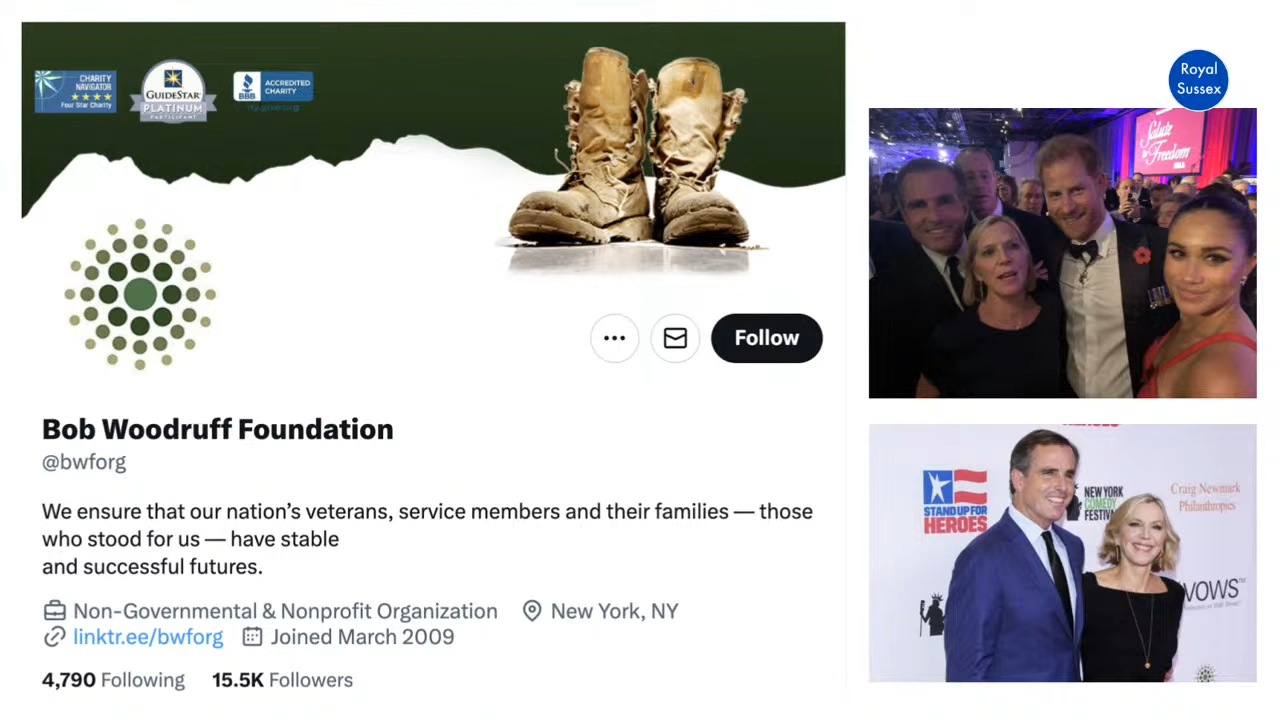 CHARITY
NAVIGATOR
Four Star Charity
GUIDESTAR
PLATINUM
PARTICIPANT
BBB
ACCREDITED
CHARITY
Bob Woodruff Foundation
@bwforg
Follow
We ensure that our nation’s veterans, service members and their families — those
who stood for us — have stable
and successful futures.
Non-Governmental & Nonprofit Organization New York, NY
linktr.ee/bwforg Joined March 2009
4,790 Following 15.5K Followers
Royal
Sussex
Salute
to Freedom
STAND UP FOR
HEROES
NEW YORK
COMEDY
FESTIVAL
Craig Newmark
Philanthropies